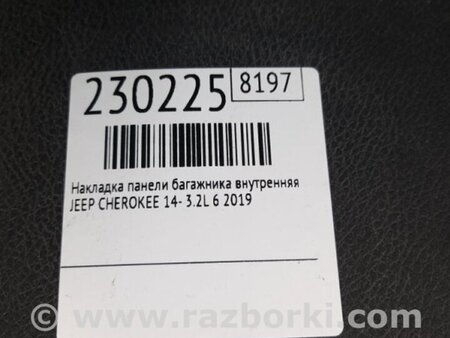 230225 8197
Накладка панели багажника внутренняя
JEEP CHEROKEE 14- 3.2L 6 2019
© www.razborki.com